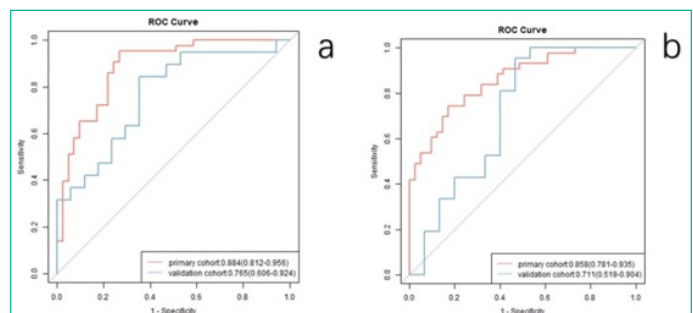 ROC Curve
a
Sensitivity
1.0
0.8
0.6
0.4
0.2
0.0
primary cohort:0.884(0.812-0.956)
validation cohort:0.765(0.606-0.924)
0.0 0.2 0.4 0.6 0.8 1.0
1 - Specificity
ROC Curve
b
Sensitivity
1.0
0.8
0.6
0.4
0.2
0.0
primary cohort:0.858(0.781-0.935)
validation cohort:0.711(0.519-0.904)
0.0 0.2 0.4 0.6 0.8 1.0
1 - Specificity